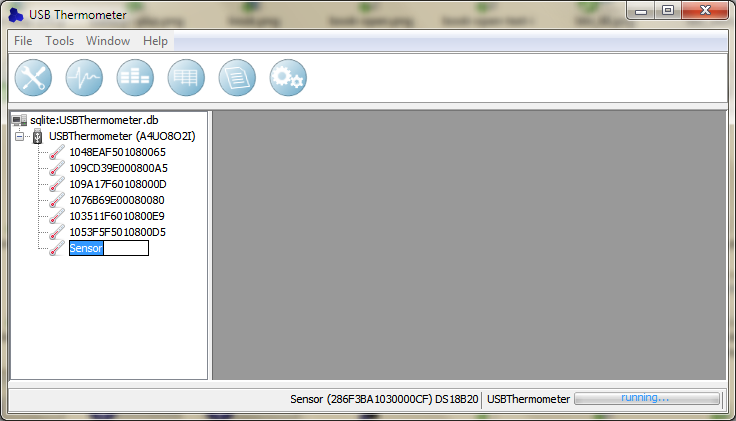 USB Thermometer
File Tools Window Help
sqlite:USBThermometer.db
USBThermometer (A4UO8O2I)
1048EAF501080065
109CD39E000800A5
109A17F60108000D
1076B69E00080080
103511F6010800E9
1053F5F5010800D5
Sensor
Sensor (286F3BA1030000CF) DS18B20 USBThermometer running...